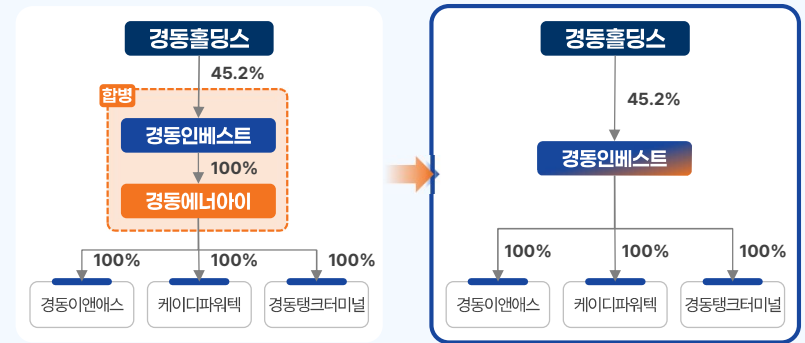 경동홀딩스
45.2%
합병
경동인베스트
100%
경동에너아이
100%
100%
100%
경동이앤애스
케이디파워텍
경동탱크터미널
경동홀딩스
45.2%
경동인베스트
100%
100%
100%
경동이앤애스
케이디파워텍
경동탱크터미널